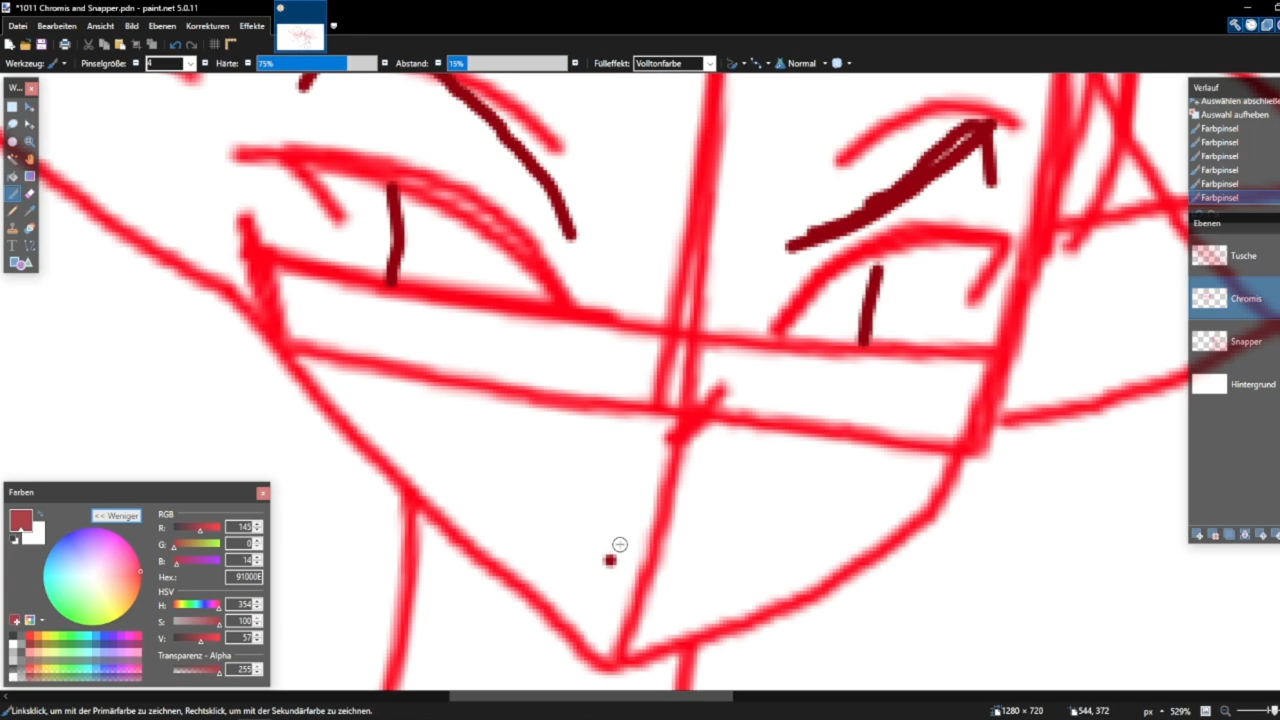 *1011 Chromis and Snapper.pdn - paint.net 5.0.11
Datei Bearbeiten Ansicht Bild Ebenen Korrekturen Effekte
Werkzeug: Pinselgröße: 4 Härte: 75% Abstand: 15% Fülleffekt: Volltonfarbe Normal
W...
Verlauf
Auswählen abschließe
Auswahl aufheben
Farbpinsel
Farbpinsel
Farbpinsel
Farbpinsel
Farbpinsel
Farbpinsel
Ebenen
Tusche
Chromis
Snapper
Hintergrund
Farben
<< Weniger
RGB
R: 145
G: 0
B: 14
Hex.: 91000E
HSV
H: 354
S: 100
V: 57
Transparenz - Alpha
255
Linksklick, um mit der Primärfarbe zu zeichnen, Rechtsklick, um mit der Sekundärfarbe zu zeichnen.
1280 × 720
544, 372
px
529%